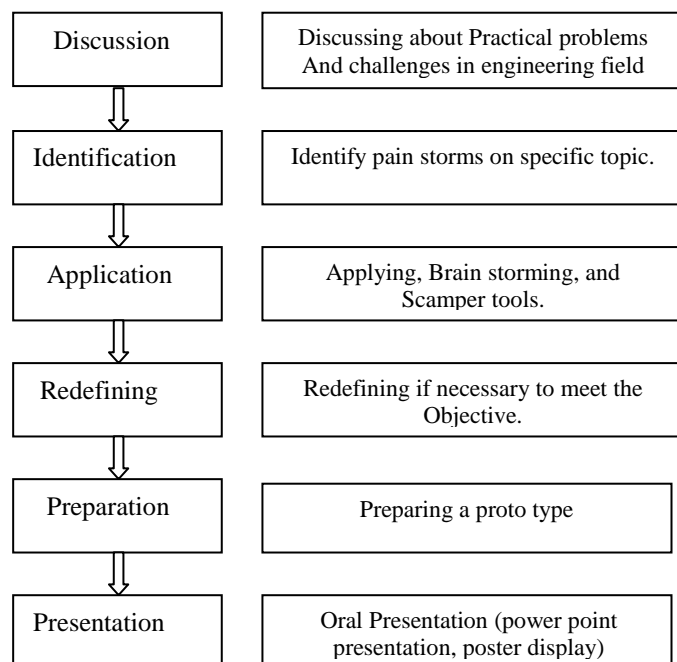 Discussion
Discussing about Practical problems
And challenges in engineering field
Identification
Identify pain storms on specific topic.
Application
Applying, Brain storming, and
Scamper tools.
Redefining
Redefining if necessary to meet the
Objective.
Preparation
Preparing a proto type
Presentation
Oral Presentation (power point
presentation, poster display)